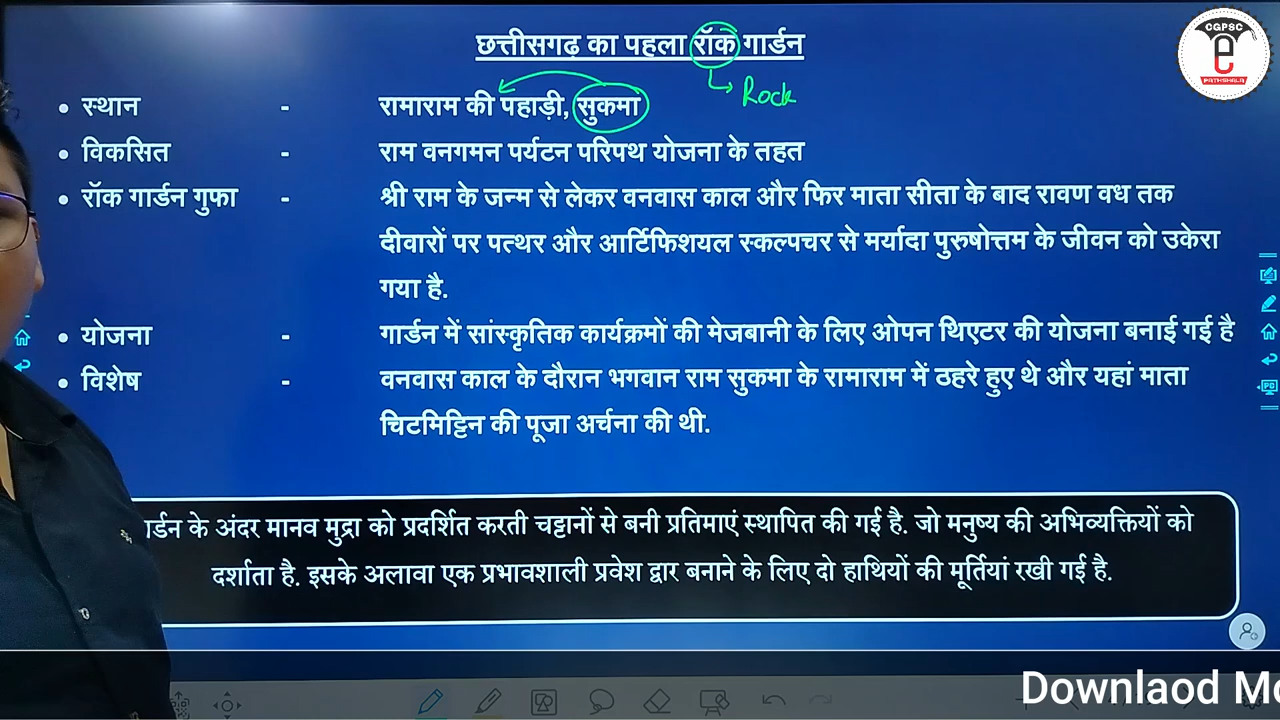 छत्तीसगढ़ का पहला रॉक गार्डन
CGPSC
e
PATHSHALA
Rock
• स्थान - रामाराम की पहाड़ी, सुकमा
• विकसित - राम वनगमन पर्यटन परिपथ योजना के तहत
• रॉक गार्डन गुफा - श्री राम के जन्म से लेकर वनवास काल और फिर माता सीता के बाद रावण वध तक
दीवारों पर पत्थर और आर्टिफिशयल स्कल्पचर से मर्यादा पुरुषोत्तम के जीवन को उकेरा
गया है.
• योजना - गार्डन में सांस्कृतिक कार्यक्रमों की मेजबानी के लिए ओपन थिएटर की योजना बनाई गई है
• विशेष - वनवास काल के दौरान भगवान राम सुकमा के रामाराम में ठहरे हुए थे और यहां माता
चिटमिट्टिन की पूजा अर्चना की थी.
के अंदर मानव मुद्रा को प्रदर्शित करती चट्टानों से बनी प्रतिमाएं स्थापित की गई है. जो मनुष्य की अभिव्यक्तियों को
दर्शाता है. इसके अलावा एक प्रभावशाली प्रवेश द्वार बनाने के लिए दो हाथियों की मूर्तियां रखी गई है.
Downlaod